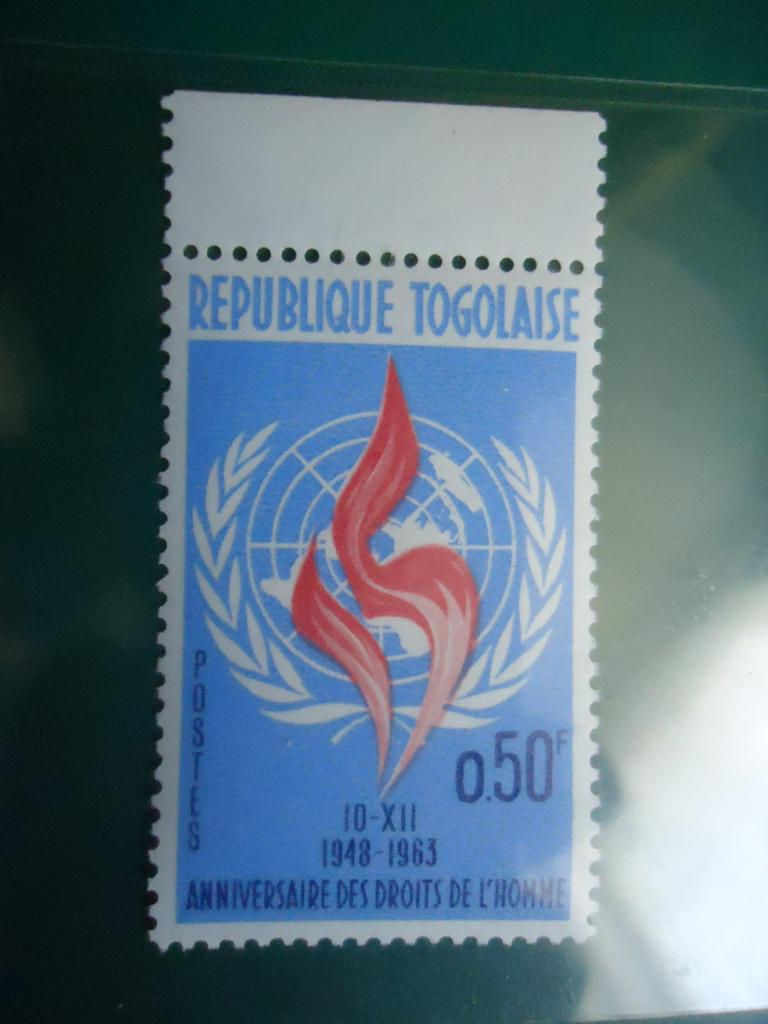 REPUBLIQUE TOGOLAISE
POSTES
0.50F
10-XII
1948-1963
ANNIVERSAIRE DES DROITS DE L'HOMME